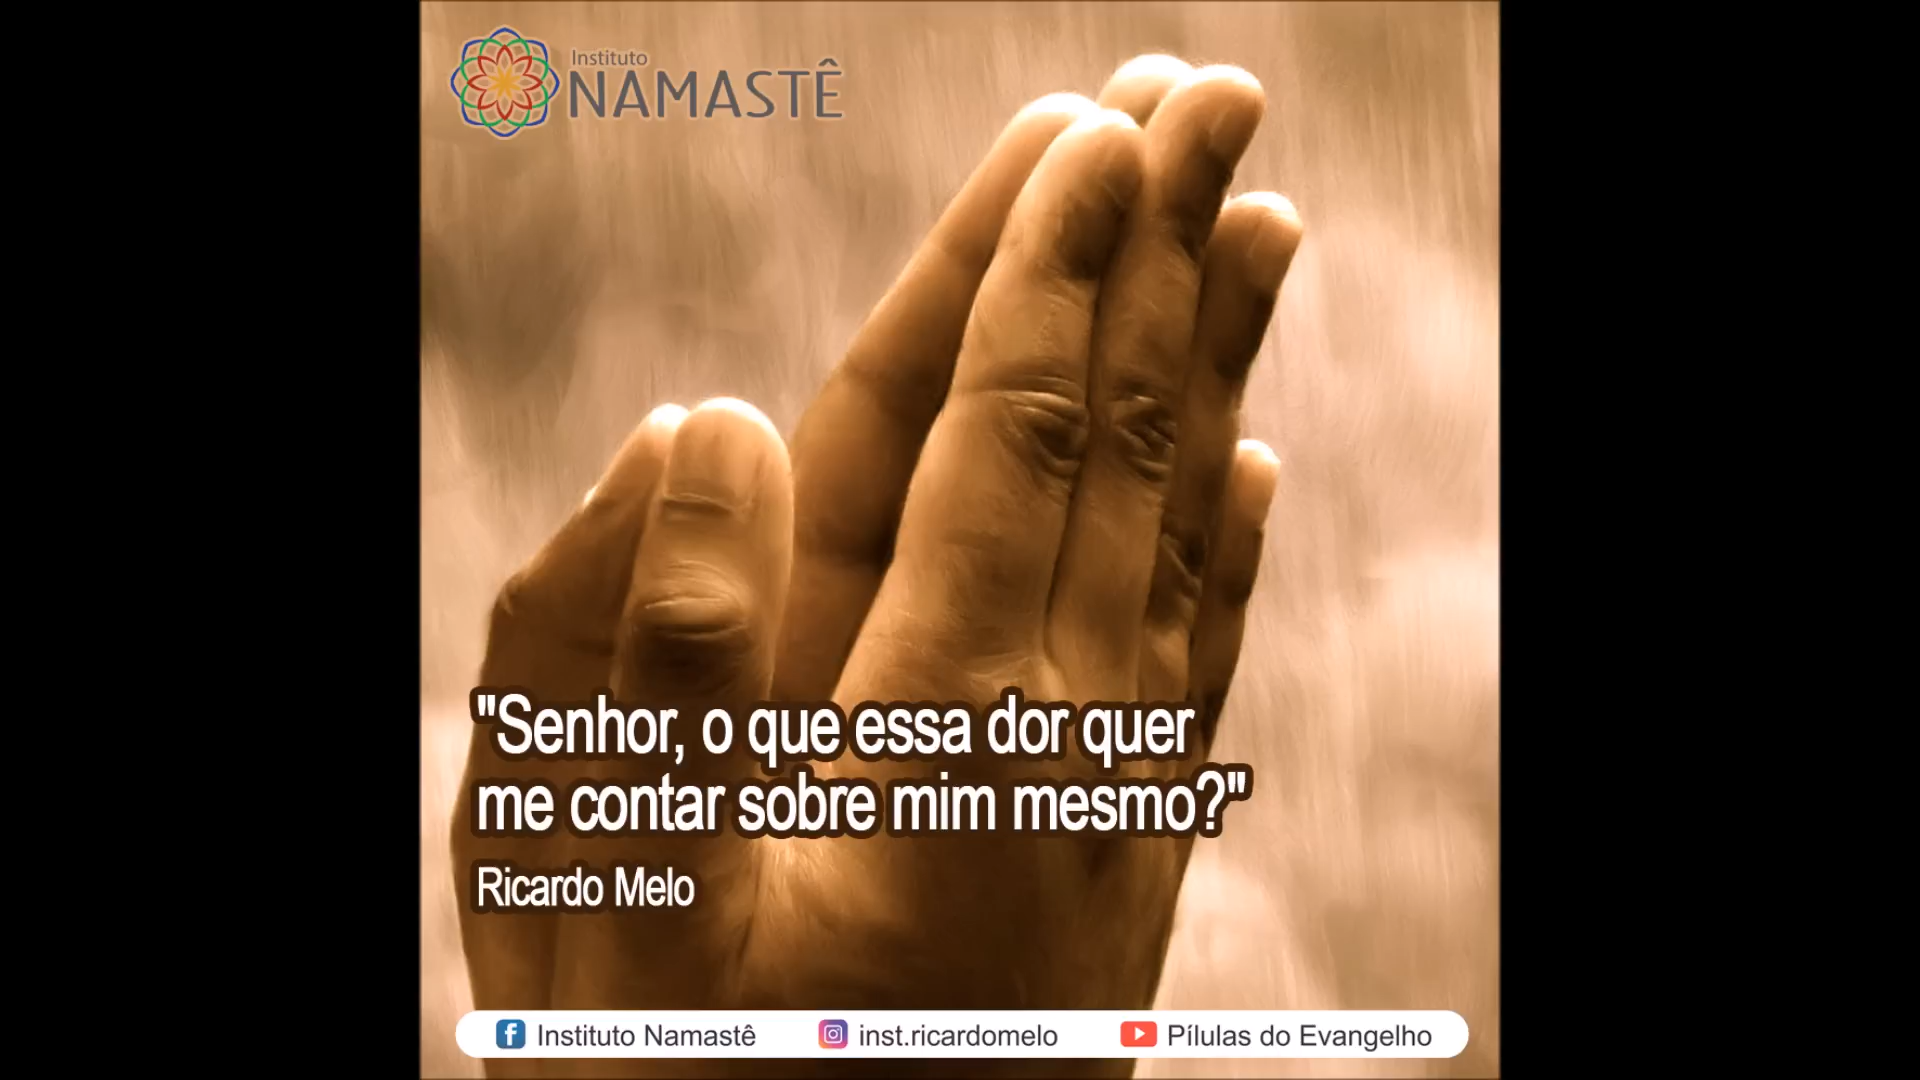 Instituto
NAMASTÊ
"Senhor, o que essa dor quer
me contar sobre mim mesmo?"
Ricardo Melo
Instituto Namastê
inst.ricardomelo
Pílulas do Evangelho